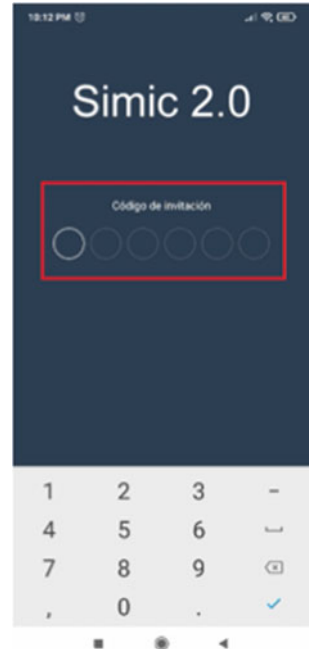 10:12 PM
Simic 2.0
Código de invitación
1 2 3 -
4 5 6
7 8 9
, 0 .